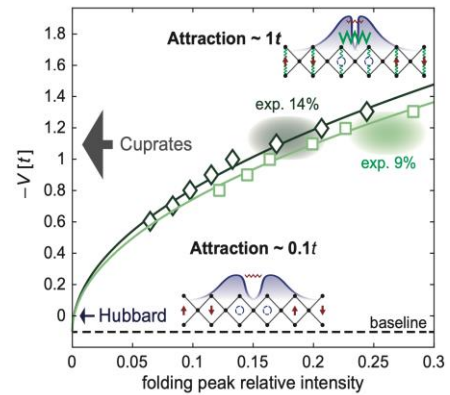 -1.8
Attraction ~ 1t
1.6
1.4
exp. 14%
1.2
Cuprates
1
exp. 9%
0.8
-V [t]
0.6
Attraction ~ 0.1t
0.4
0.2
Hubbard
0
baseline
0
0.05
0.1
0.15
0.2
0.25
0.3
folding peak relative intensity